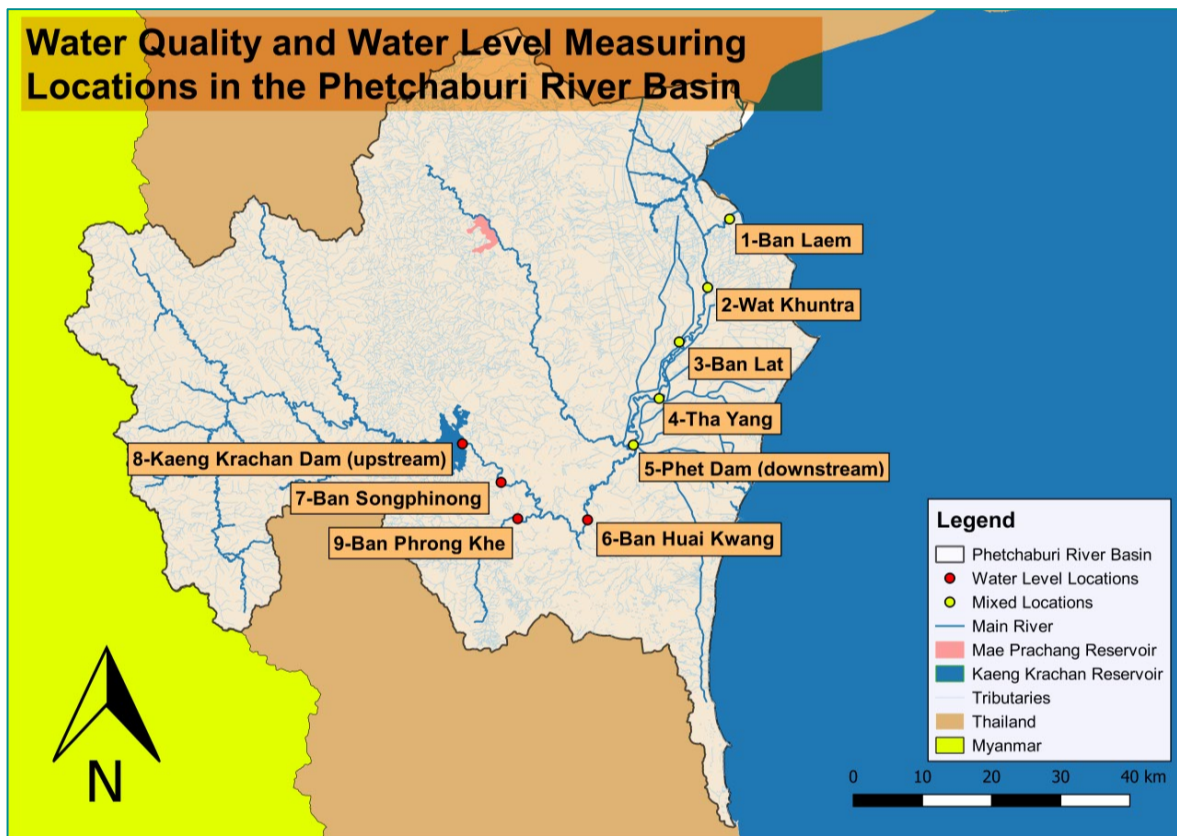 Water Quality and Water Level Measuring
Locations in the Phetchaburi River Basin
1-Ban Laem
2-Wat Khuntra
3-Ban Lat
4-Tha Yang
8-Kaeng Krachan Dam (upstream)
5-Phet Dam (downstream)
7-Ban Songphinong
9-Ban Phrong Khe
6-Ban Huai Kwang
Legend
Phetchaburi River Basin
Water Level Locations
Mixed Locations
Main River
Mae Prachang Reservoir
Kaeng Krachan Reservoir
Tributaries
Thailand
Myanmar
N
0 10 20 30 40 km